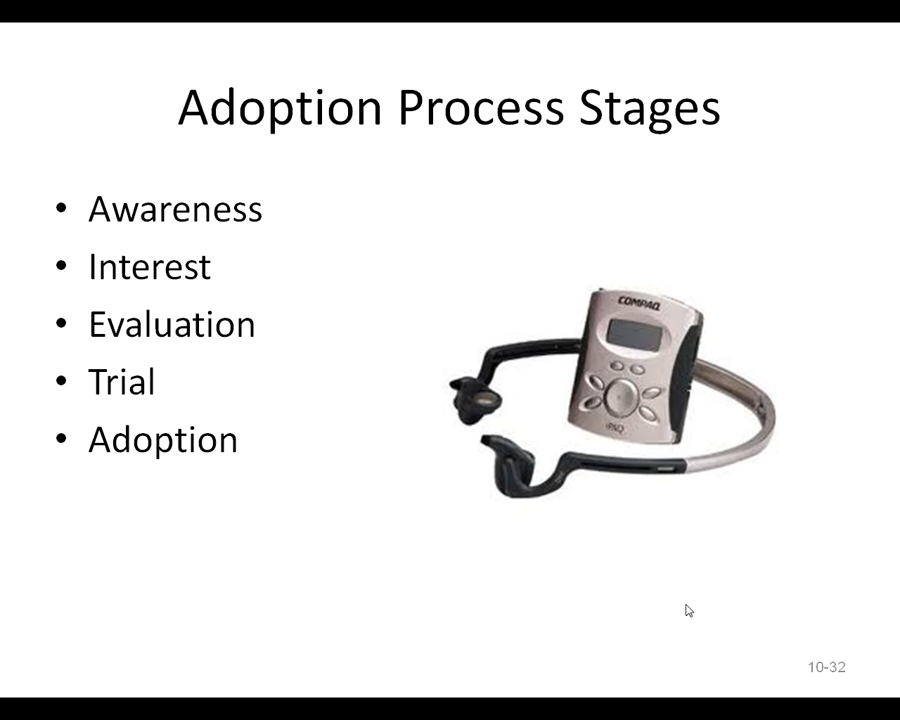 Adoption Process Stages
• Awareness
• Interest
• Evaluation
• Trial
• Adoption
COMPAQ
iPAQ
10-32